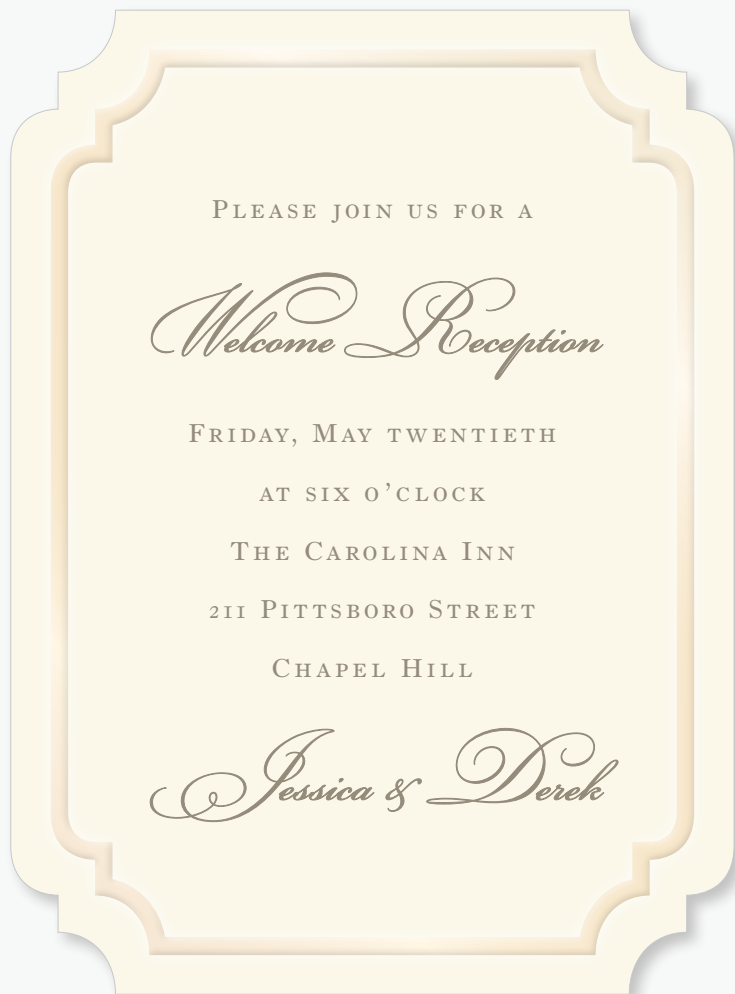 Please join us for a
Welcome Reception
Friday, May twentieth
at six o'clock
The Carolina Inn
211 Pittsboro Street
Chapel Hill
Jessica & Derek